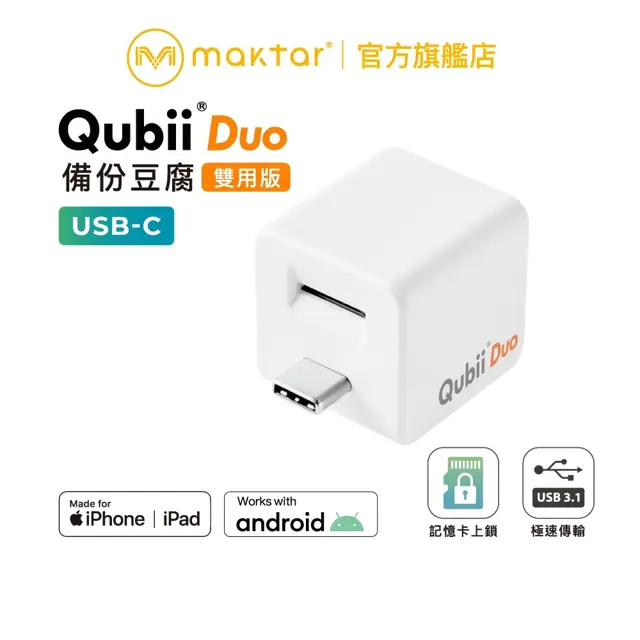 maktar® | 官方旗艦店
Qubii® Duo
備份豆腐 雙用版
USB-C
Qubii® Duo
Made for
iPhone | iPad
Works with
android
記憶卡上鎖
USB 3.1
極速傳輸